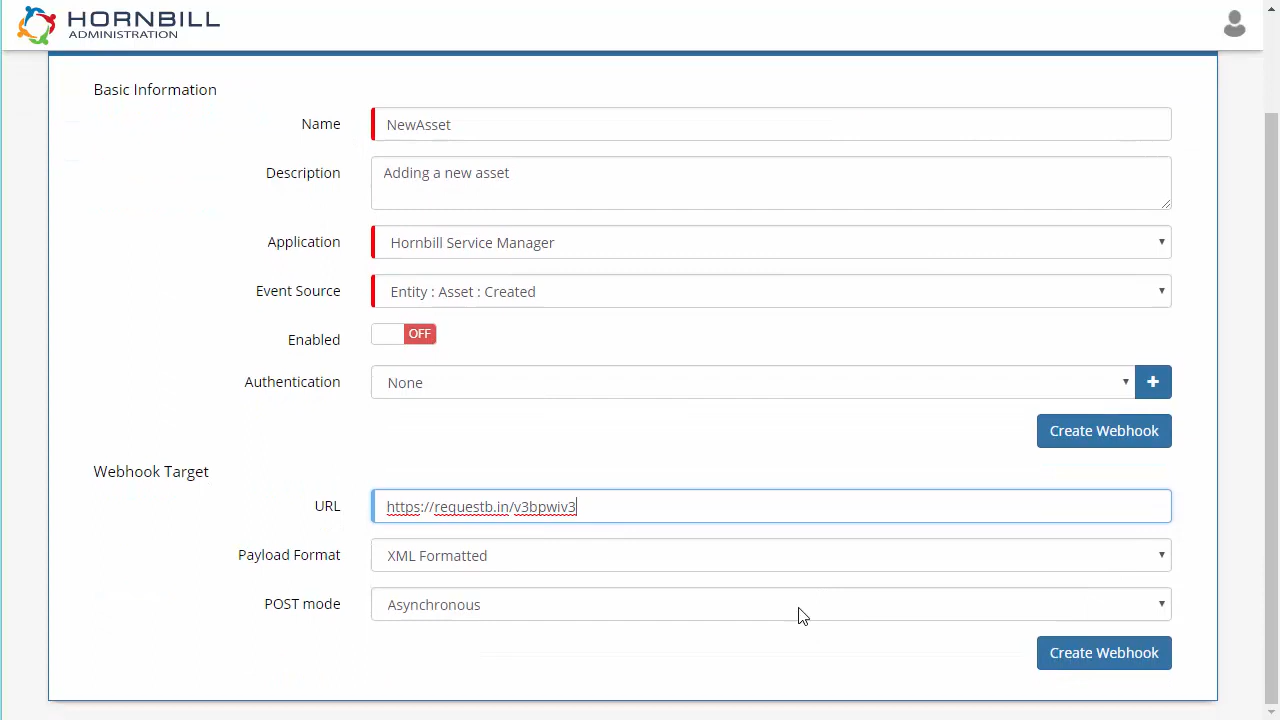 HORNBILL
ADMINISTRATION
Basic Information
Name NewAsset
Description Adding a new asset
Application Hornbill Service Manager
Event Source Entity : Asset : Created
Enabled OFF
Authentication None
Create Webhook
Webhook Target
URL https://requestb.in/v3bpwiv3
Payload Format XML Formatted
POST mode Asynchronous
Create Webhook